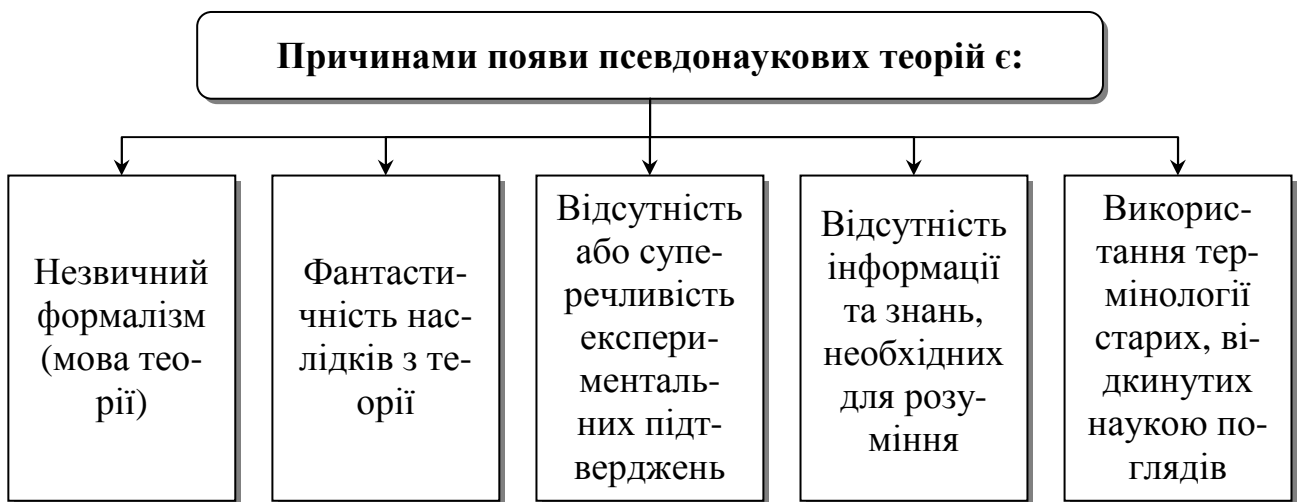 Причинами появи псевдонаукових теорій є:
Незвичний
формалізм
(мова тео-
рії)
Фантасти-
чність нас-
лідків з те-
орії
Відсутність
або супе-
речливість
експери-
менталь-
них підт-
верджень
Відсутність
інформації
та знань,
необхідних
для розу-
міння
Викорис-
тання тер-
мінології
старих, ві-
дкинутих
наукою по-
глядів